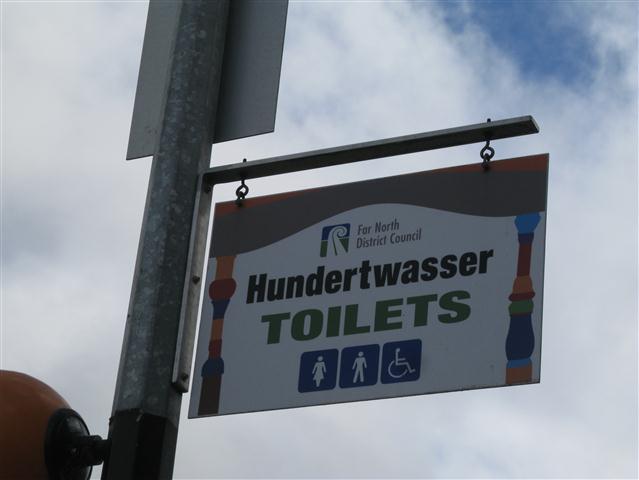 Far North
District Council
Hundertwasser
TOILETS